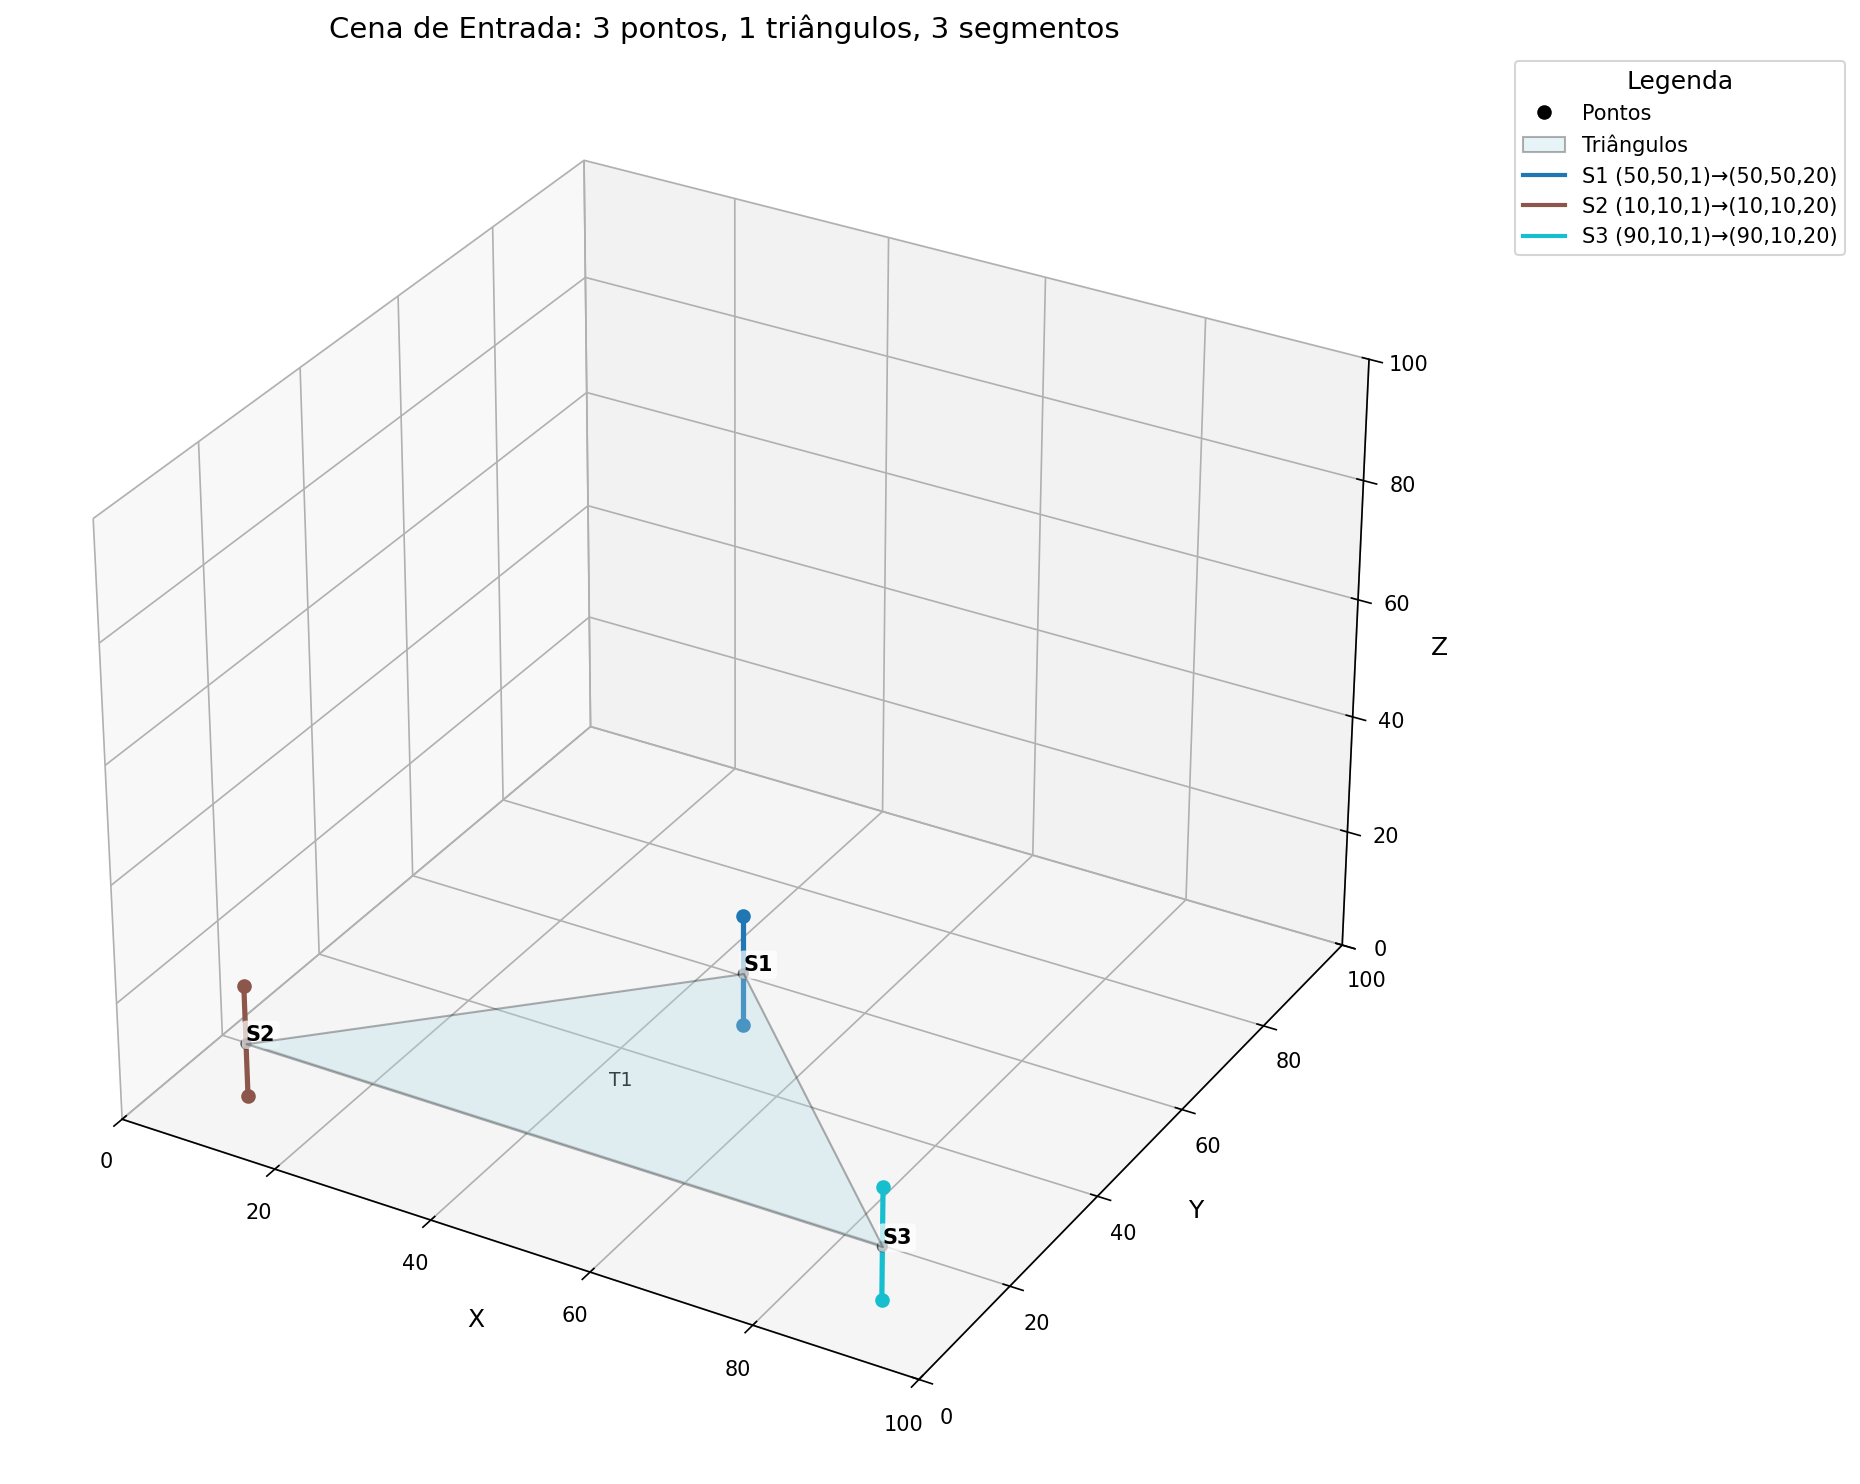 Cena de Entrada: 3 pontos, 1 triângulos, 3 segmentos
Legenda
Pontos
Triângulos
S1 (50,50,1)→(50,50,20)
S2 (10,10,1)→(10,10,20)
S3 (90,10,1)→(90,10,20)
100
80
60
Z
40
20
0
100
80
60
Y
40
20
0
S1
S2
T1
S3
0
20
40
X
60
80
100